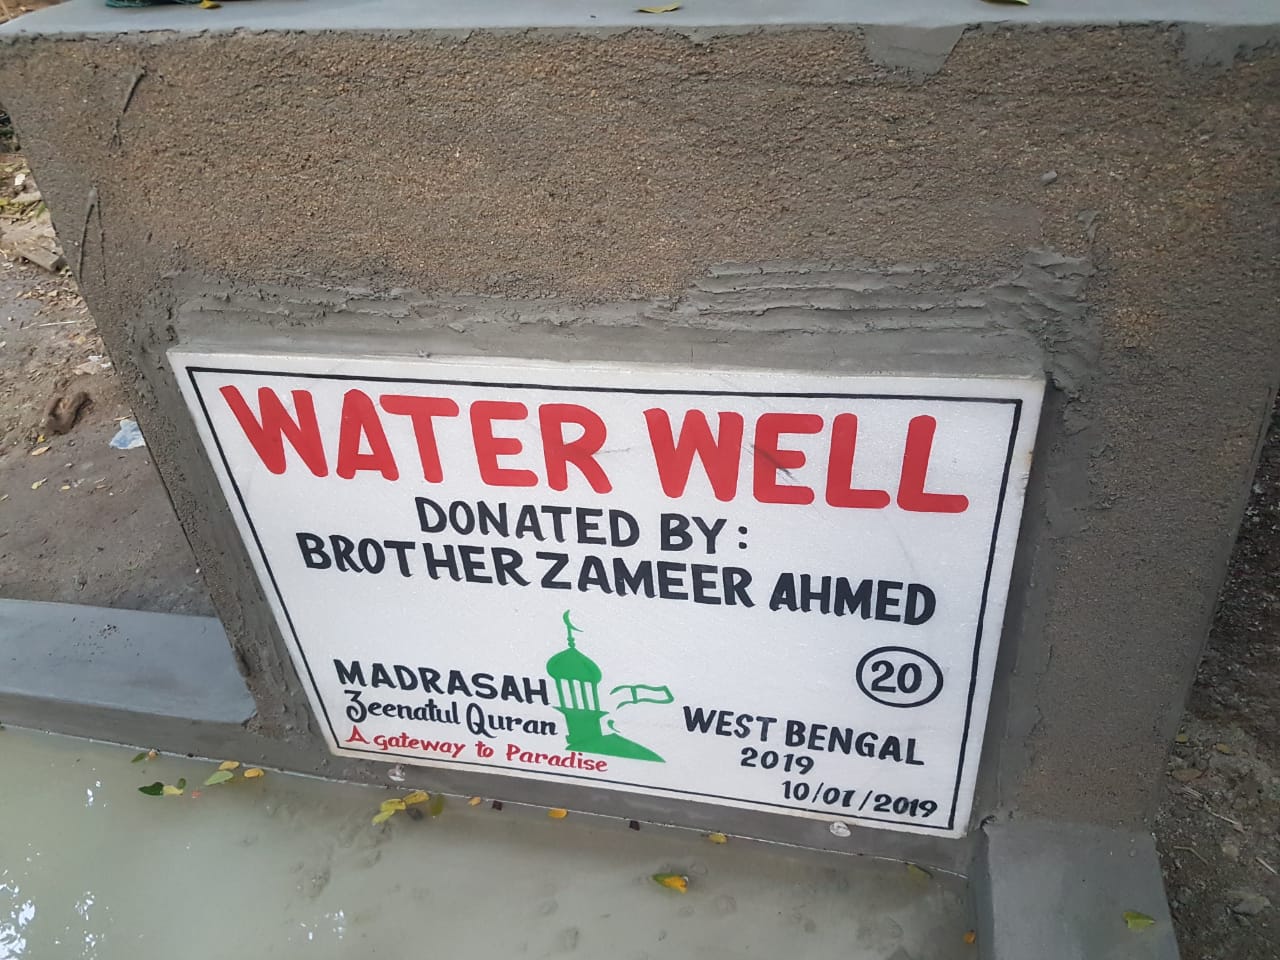 WATER WELL
DONATED BY:
BROTHER ZAMEER AHMED
20
MADRASAH
Zeenatul Quran
A gateway to Paradise
WEST BENGAL
2019
10/01/2019